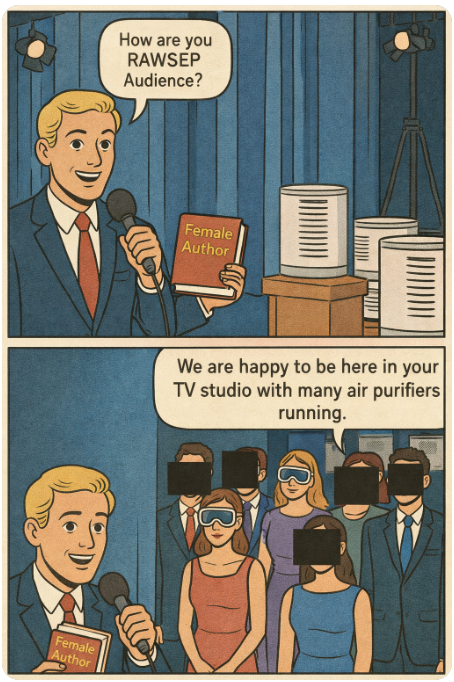 How are you
RAWSEP
Audience?
Female
Author
We are happy to be here in your
TV studio with many air purifiers
running.
Female
Author